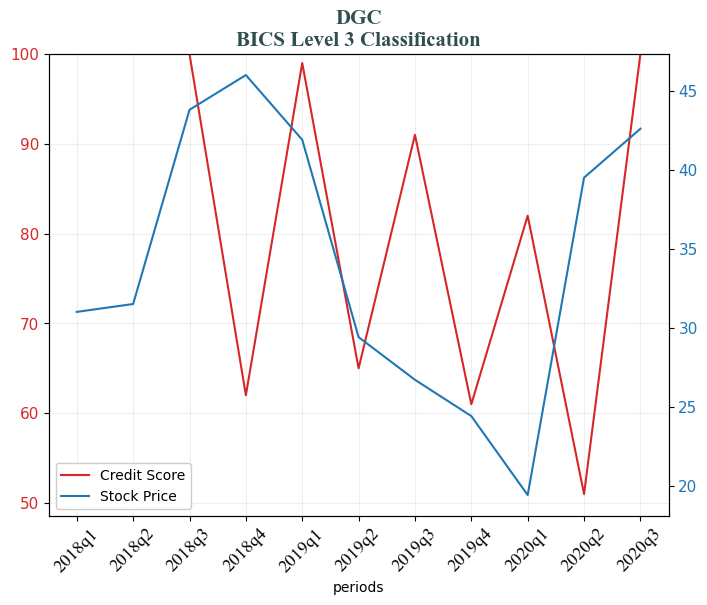 DGC
BICS Level 3 Classification
100
90
80
70
60
50
45
40
35
30
25
20
Credit Score
Stock Price
2018q1
2018q2
2018q3
2018q4
2019q1
2019q2
2019q3
2019q4
2020q1
2020q2
2020q3
periods